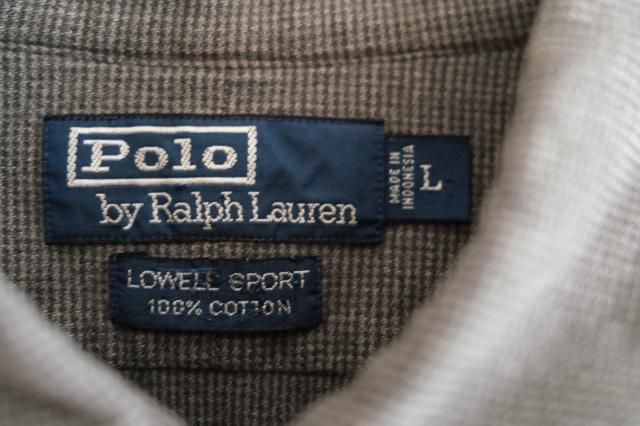 Polo
by Ralph Lauren
MADE IN
INDONESIA
L
LOWELL SPORT
100% COTTON